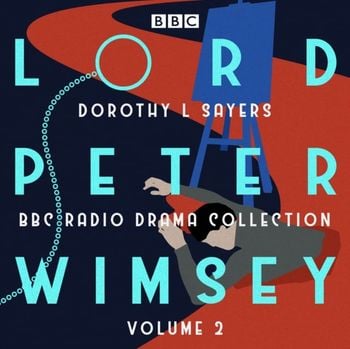 BBC
LORD
DOROTHY L SAYERS
PETER
BBC RADIO DRAMA COLLECTION
WIMSEY
VOLUME 2